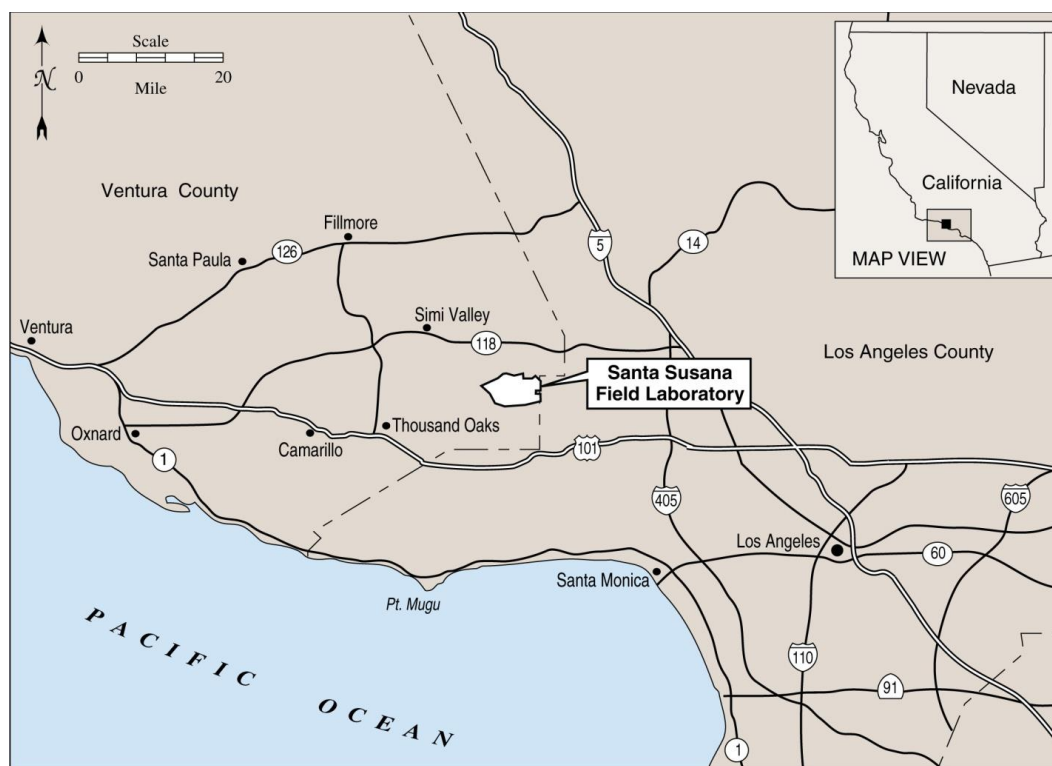 N
Scale
0 20
Mile
Nevada
California
MAP VIEW
Ventura County
Fillmore
126
Santa Paula
5
14
Ventura
Simi Valley
118
Los Angeles County
Santa Susana
Field Laboratory
Oxnard
Thousand Oaks
Camarillo
101
1
405
605
Los Angeles
60
Santa Monica
Pt. Mugu
110
91
1
PACIFIC OCEAN